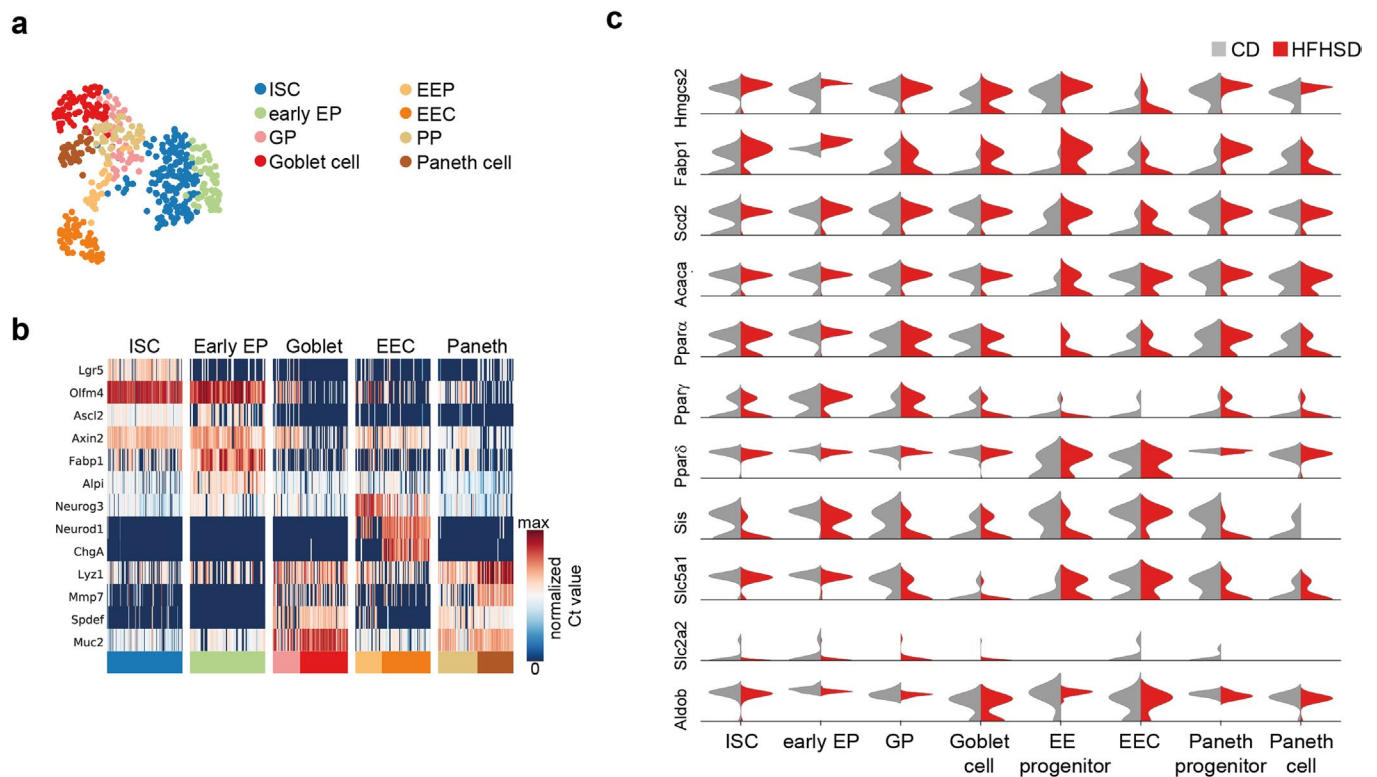 a
ISC
early EP
GP
Goblet cell
EEP
EEC
PP
Paneth cell
b
ISC
Early EP
Goblet
EEC
Paneth
Lgr5
Olfm4
Ascl2
Axin2
Fabp1
Alpi
Neurog3
Neurod1
ChgA
Lyz1
Mmp7
Spdef
Muc2
max
normalized
Ct value
0
c
CD
HFHSD
Hmgcs2
Fabp1
Scd2
Acaca
Pparα
Pparγ
Pparδ
Sis
Slc5a1
Slc2a2
Aldob
ISC
early EP
GP
Goblet
cell
EE
progenitor
EEC
Paneth
progenitor
Paneth
cell